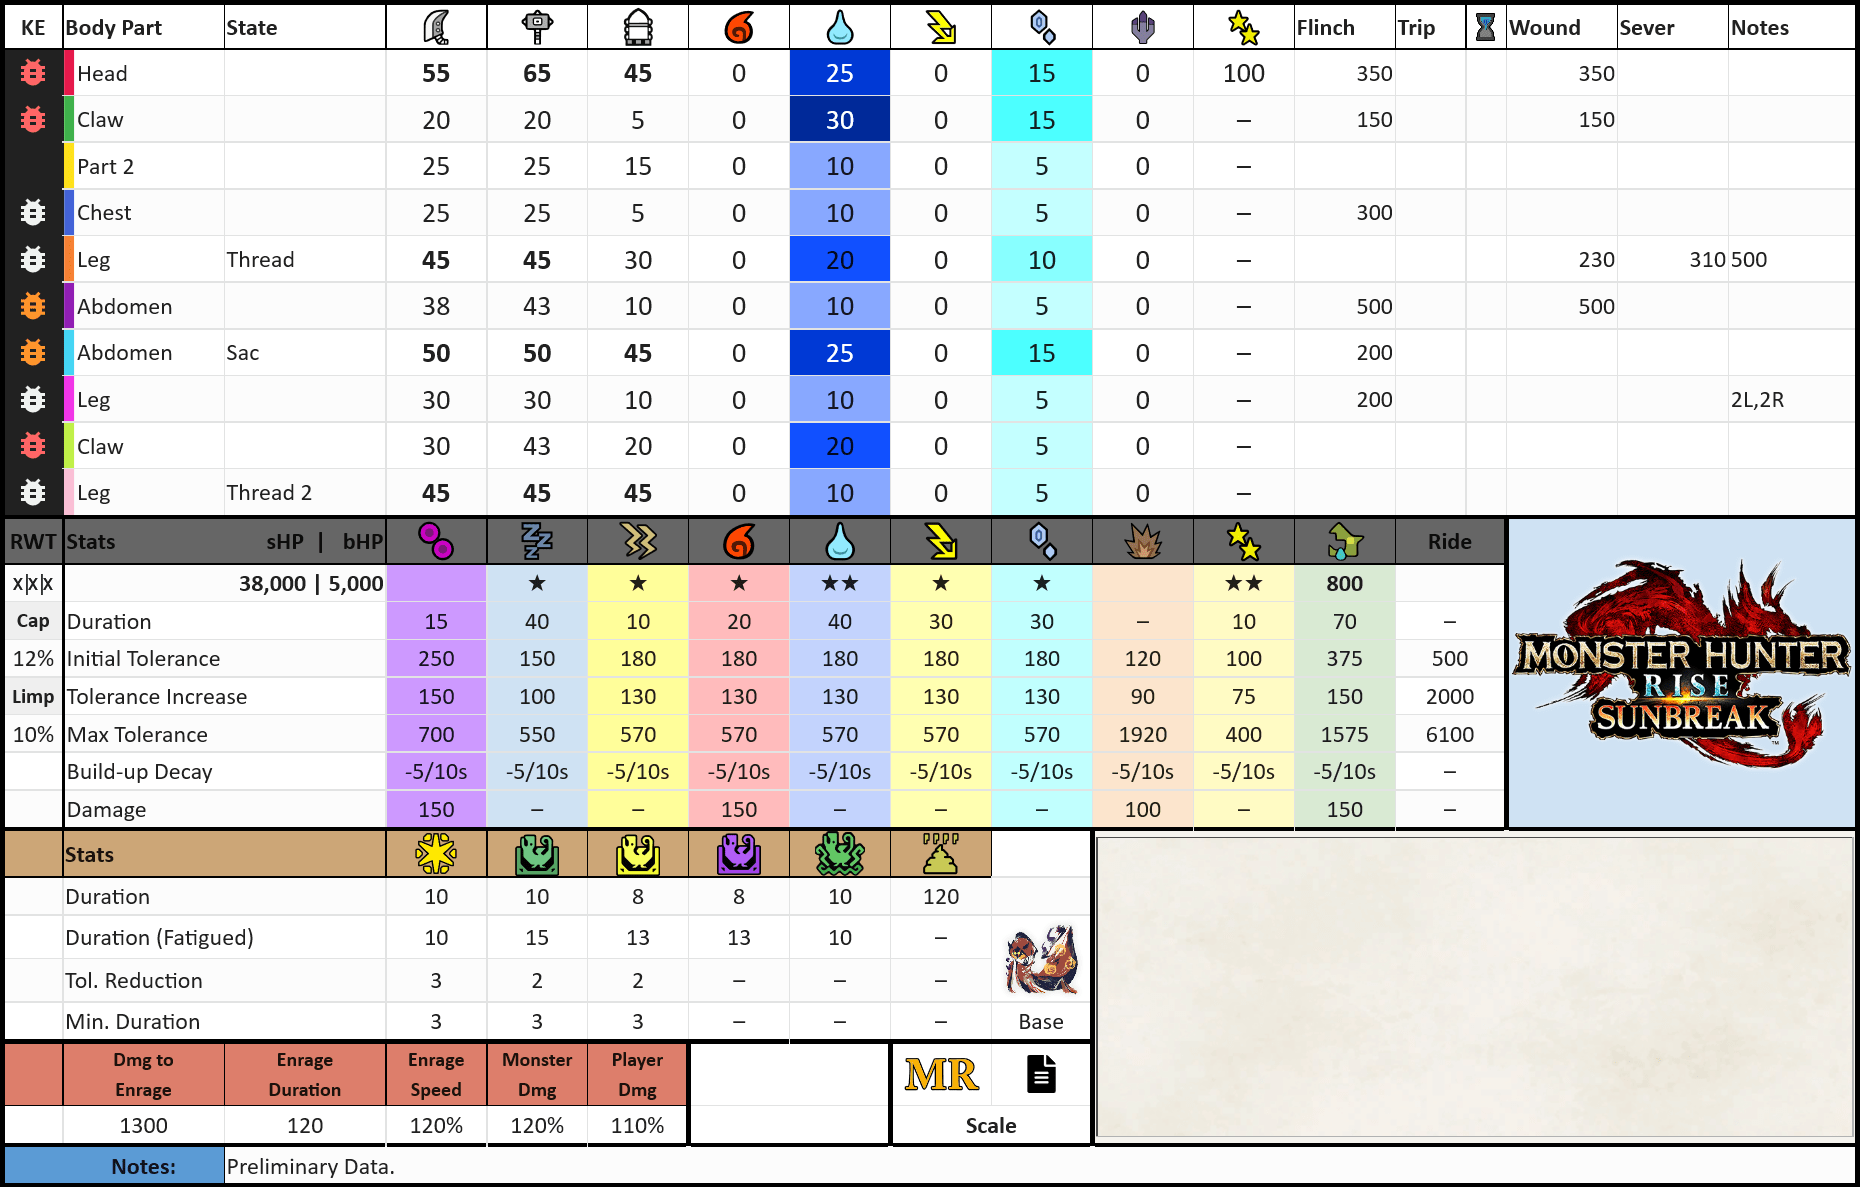 KE Body Part State Flinch Trip Wound Sever Notes
Head 55 65 45 0 25 0 15 0 100 350 350
Claw 20 20 5 0 30 0 15 0 – 150 150
Part 2 25 25 15 0 10 0 5 0 –
Chest 25 25 5 0 10 0 5 0 – 300
Leg Thread 45 45 30 0 20 0 10 0 – 230 310 500
Abdomen 38 43 10 0 10 0 5 0 – 500 500
Abdomen Sac 50 50 45 0 25 0 15 0 – 200
Leg 30 30 10 0 10 0 5 0 – 200 2L,2R
Claw 30 43 20 0 20 0 5 0 –
Leg Thread 2 45 45 45 0 10 0 5 0 –
RWT Stats sHP | bHP Ride
x|x|x 38,000 | 5,000 ★ ★ ★ ★★ ★ ★ ★★ 800
Cap Duration 15 40 10 20 40 30 30 – 10 70 –
12% Initial Tolerance 250 150 180 180 180 180 180 120 100 375 500
Limp Tolerance Increase 150 100 130 130 130 130 130 90 75 150 2000
10% Max Tolerance 700 550 570 570 570 570 570 1920 400 1575 6100
Build-up Decay -5/10s -5/10s -5/10s -5/10s -5/10s -5/10s -5/10s -5/10s -5/10s -5/10s –
Damage 150 – – 150 – – – 100 – 150 –
MONSTER HUNTER
RISE
SUNBREAK
™
Stats
Duration 10 10 8 8 10 120
Duration (Fatigued) 10 15 13 13 10 –
Tol. Reduction 3 2 2 – – –
Min. Duration 3 3 3 – – – Base
Dmg to Enrage Enrage Duration Enrage Speed Monster Dmg Player Dmg MR
1300 120 120% 120% 110% Scale
Notes: Preliminary Data.